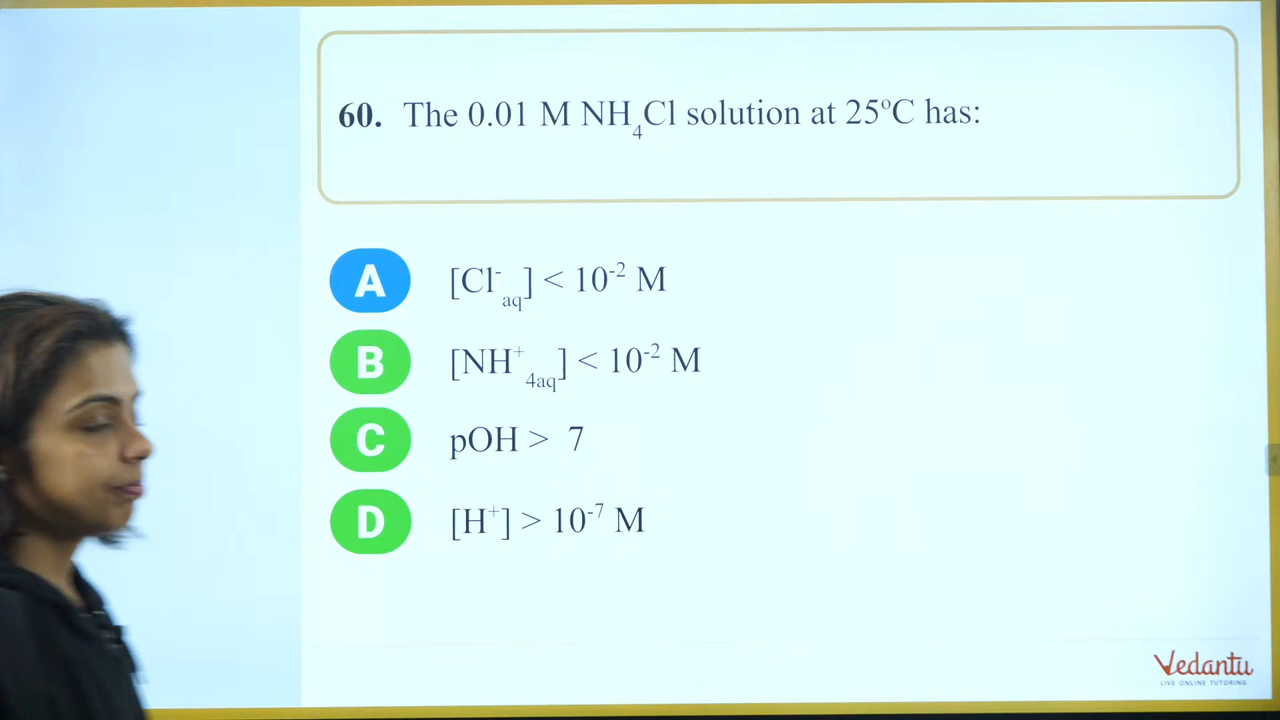 60. The 0.01 M NH₄Cl solution at 25ºC has:
A [Cl⁻aq] < 10⁻² M
B [NH⁺4aq] < 10⁻² M
C pOH > 7
D [H⁺] > 10⁻⁷ M
Vedantu
LIVE ONLINE TUTORING